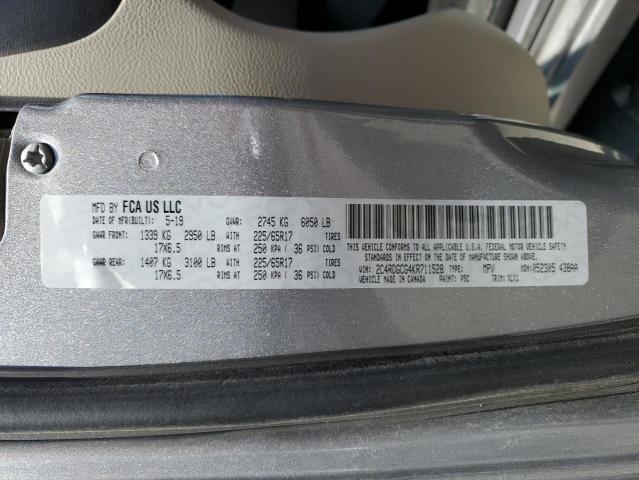 MFD BY FCA US LLC
DATE OF MFR(BUILT): 5-19 GVWR: 2745 KG 6050 LB
GAWR FRONT: 1339 KG 2950 LB 225/65R17 TIRES
17X6.5 RIMS AT 250 KPA ( 36 PSI) COLD
GAWR REAR: 1407 KG 3100 LB 225/65R17 TIRES
17X6.5 RIMS AT 250 KPA ( 36 PSI) COLD
THIS VEHICLE CONFORMS TO ALL APPLICABLE U.S.A. FEDERAL MOTOR VEHICLE SAFETY
STANDARDS IN EFFECT ON THE DATE OF MANUFACTURE SHOWN ABOVE.
VIN: 2C4RDGCG4KR711528 TYPE: MPV MDH: 052305 438AA
VEHICLE MADE IN CANADA PAINT: PSC TRIM: XLX1